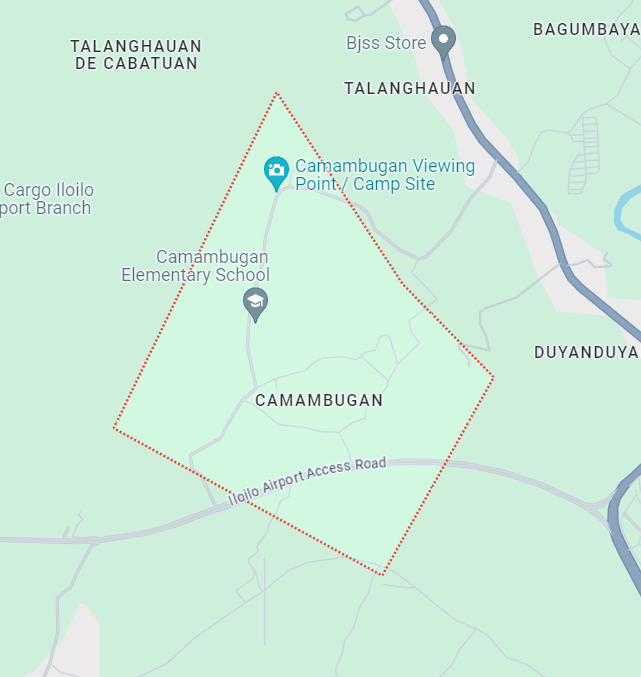 BAGUMBAYA
Bjss Store
TALANGHAUAN
DE CABATUAN
TALANGHAUAN
Camambugan Viewing
Point / Camp Site
Cargo Iloilo
port Branch
Camambugan
Elementary School
DUYANDUYA
CAMAMBUGAN
Iloilo Airport Access Road